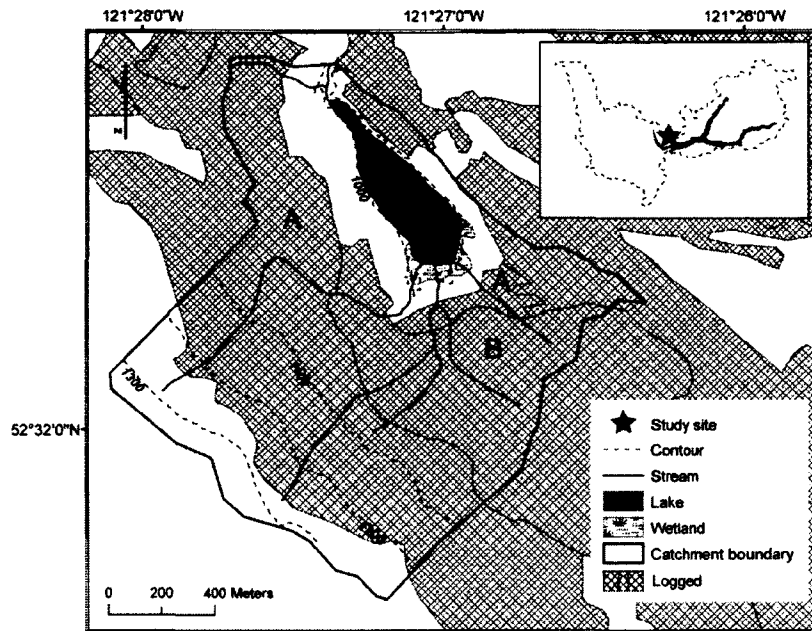 121°28'0"W
121°27'0"W
121°26'0"W
52°32'0"N
N
1000
A
A
B
1300
Study site
Contour
Stream
Lake
Wetland
Catchment boundary
Logged
0 200 400 Meters